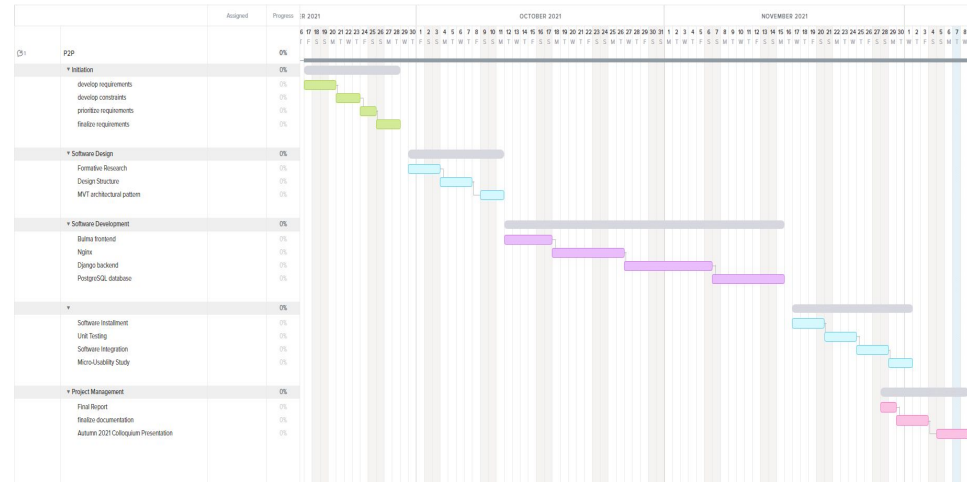 Assigned Progress R 2021 OCTOBER 2021 NOVEMBER 2021
6 17 18 19 20 21 22 23 24 25 26 27 28 29 30 1 2 3 4 5 6 7 8 9 10 11 12 13 14 15 16 17 18 19 20 21 22 23 24 25 26 27 28 29 30 31 1 2 3 4 5 6 7 8 9 10 11 12 13 14 15 16 17 18 19 20 21 22 23 24 25 26 27 28 29 30 1 2 3 4 5 6 7 8
F S S M T W T F S S M T W T F S S M T W T F S S M T W T F S S M T W T F S S M T W T F S S M T W T F S S M T W T F S S M T W T F S S M T W T F S S M T W T F S S M T W
P2P 0%
Initiation 0%
develop requirements 0%
develop constraints 0%
prioritize requirements 0%
finalize requirements 0%
Software Design 0%
Formative Research 0%
Design Structure 0%
MVT architectural pattern 0%
Software Development 0%
Bulma frontend 0%
Nginx 0%
Django backend 0%
PostgreSQL database 0%
0%
Software Installment 0%
Unit Testing 0%
Software Integration 0%
Micro-Usability Study 0%
Project Management 0%
Final Report 0%
finalize documentation 0%
Autumn 2021 Colloquium Presentation 0%